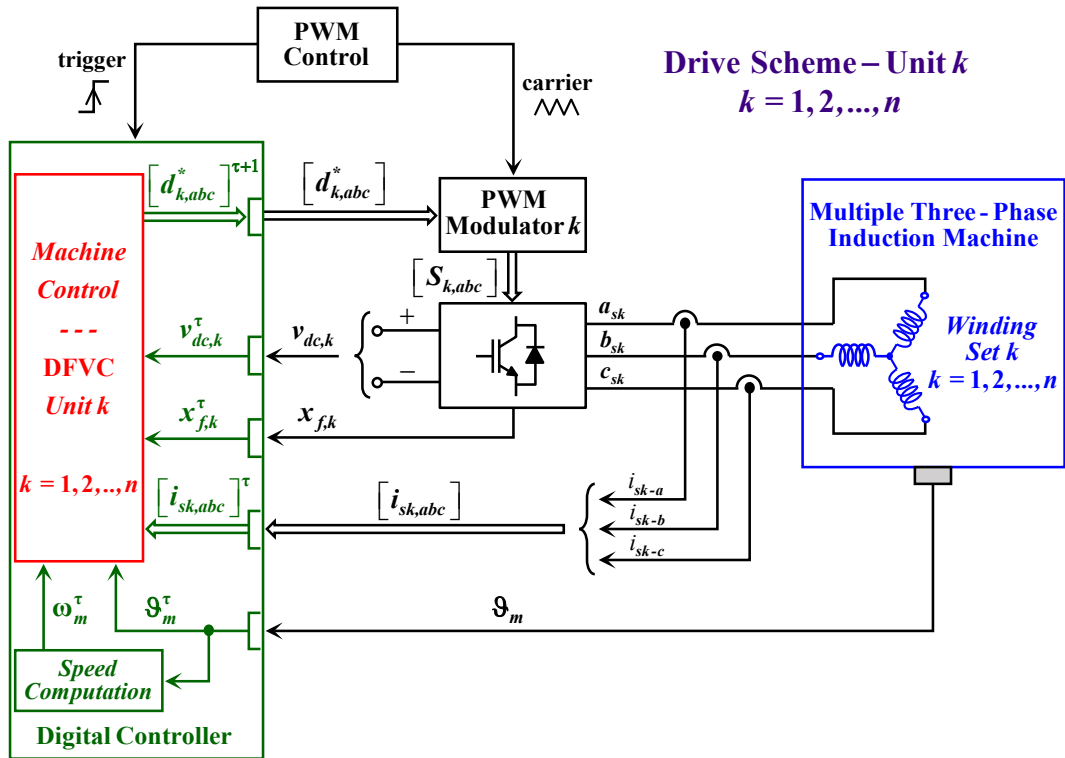 PWM
Control
trigger
carrier
Drive Scheme – Unit k
k = 1, 2, ..., n
[d*k,abc]τ+1
[d*k,abc]
PWM
Modulator k
Multiple Three - Phase
Induction Machine
Machine
Control
- - -
DFVC
Unit k
k = 1, 2, .., n
[Sk,abc]
vτdc,k
vdc,k
+
−
ask
bsk
csk
Winding
Set k
k = 1, 2, ..., n
xτf,k
xf,k
[isk,abc]τ
[isk,abc]
isk−a
isk−b
isk−c
ωτm
ϑτm
ϑm
Speed
Computation
Digital Controller